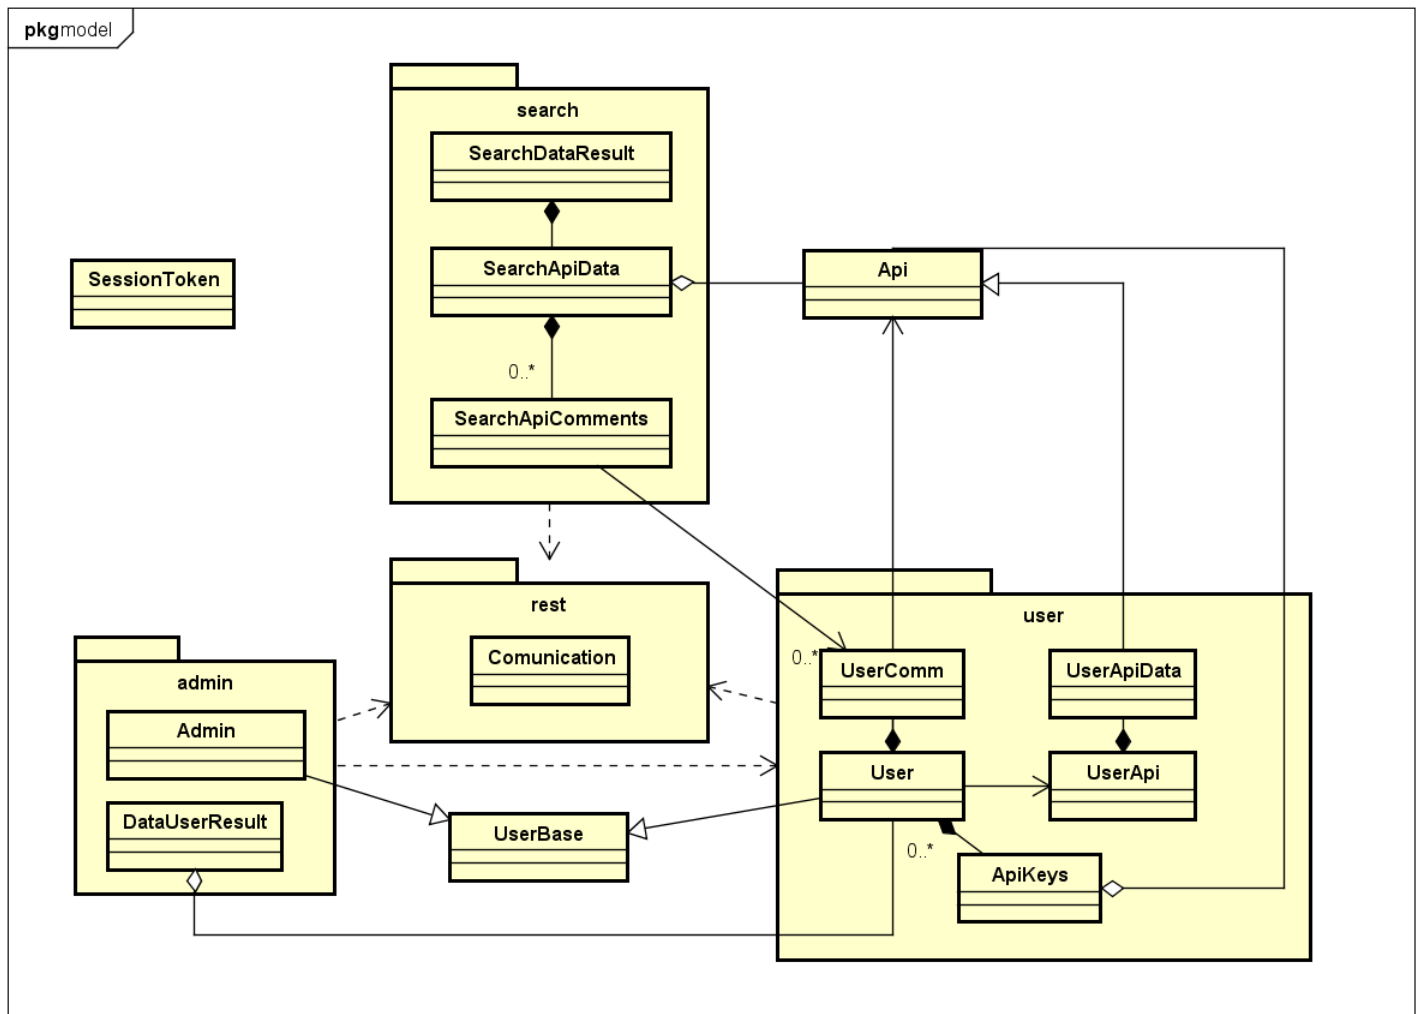 pkg model
search
SearchDataResult
SearchApiData
0..*
SearchApiComments
SessionToken
Api
rest
Comunication
admin
Admin
DataUserResult
UserBase
user
0..*
UserComm
UserApiData
User
UserApi
0..*
ApiKeys